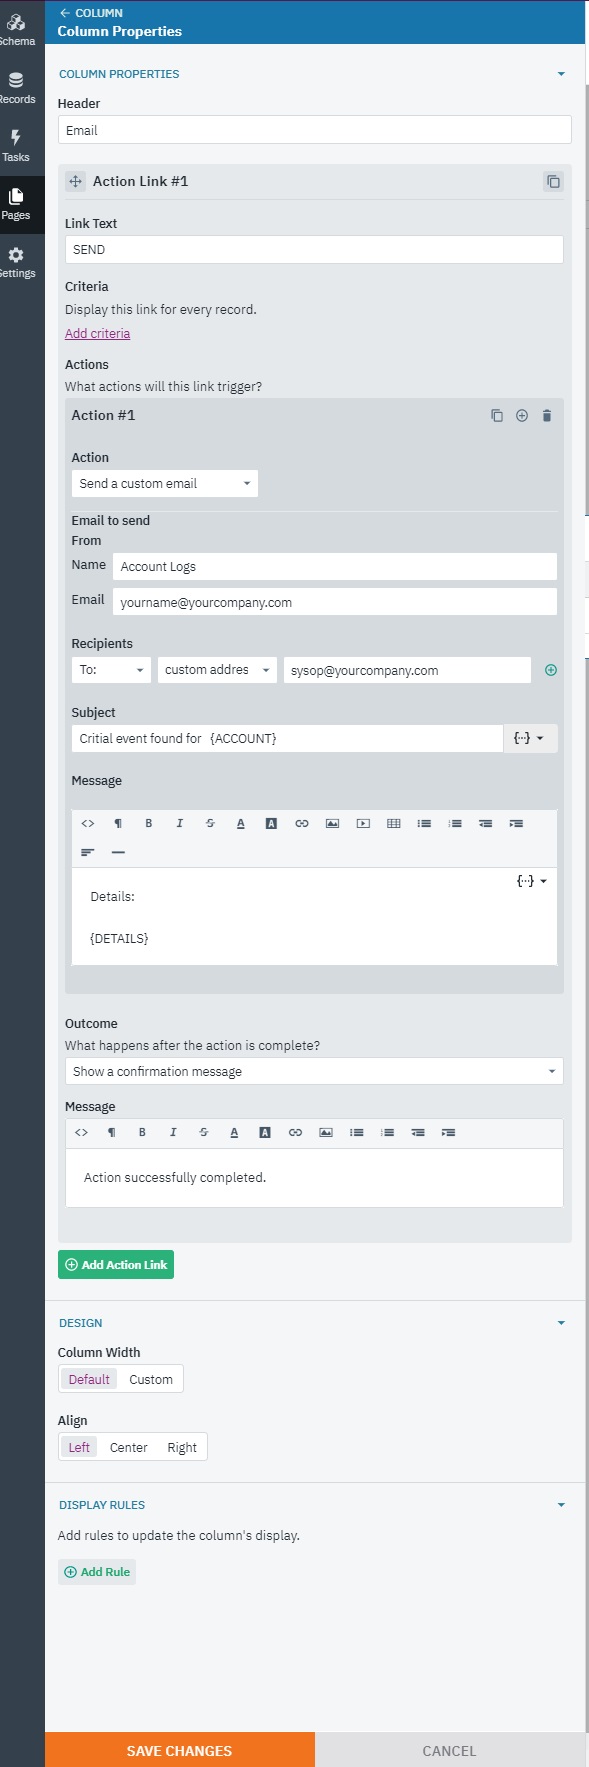 COLUMN
Column Properties
Schema
Records
Tasks
Pages
Settings
COLUMN PROPERTIES
Header
Email
Action Link #1
Link Text
SEND
Criteria
Display this link for every record.
Add criteria
Actions
What actions will this link trigger?
Action #1
Action
Send a custom email
Email to send
From
Name Account Logs
Email yourname@yourcompany.com
Recipients
To: custom addres sysop@yourcompany.com
Subject
Critial event found for {ACCOUNT} {···}
Message
<> ¶ B I S A A
{···}
Details:
{DETAILS}
Outcome
What happens after the action is complete?
Show a confirmation message
Message
<> ¶ B I S A A
Action successfully completed.
Add Action Link
DESIGN
Column Width
Default Custom
Align
Left Center Right
DISPLAY RULES
Add rules to update the column's display.
Add Rule
SAVE CHANGES CANCEL